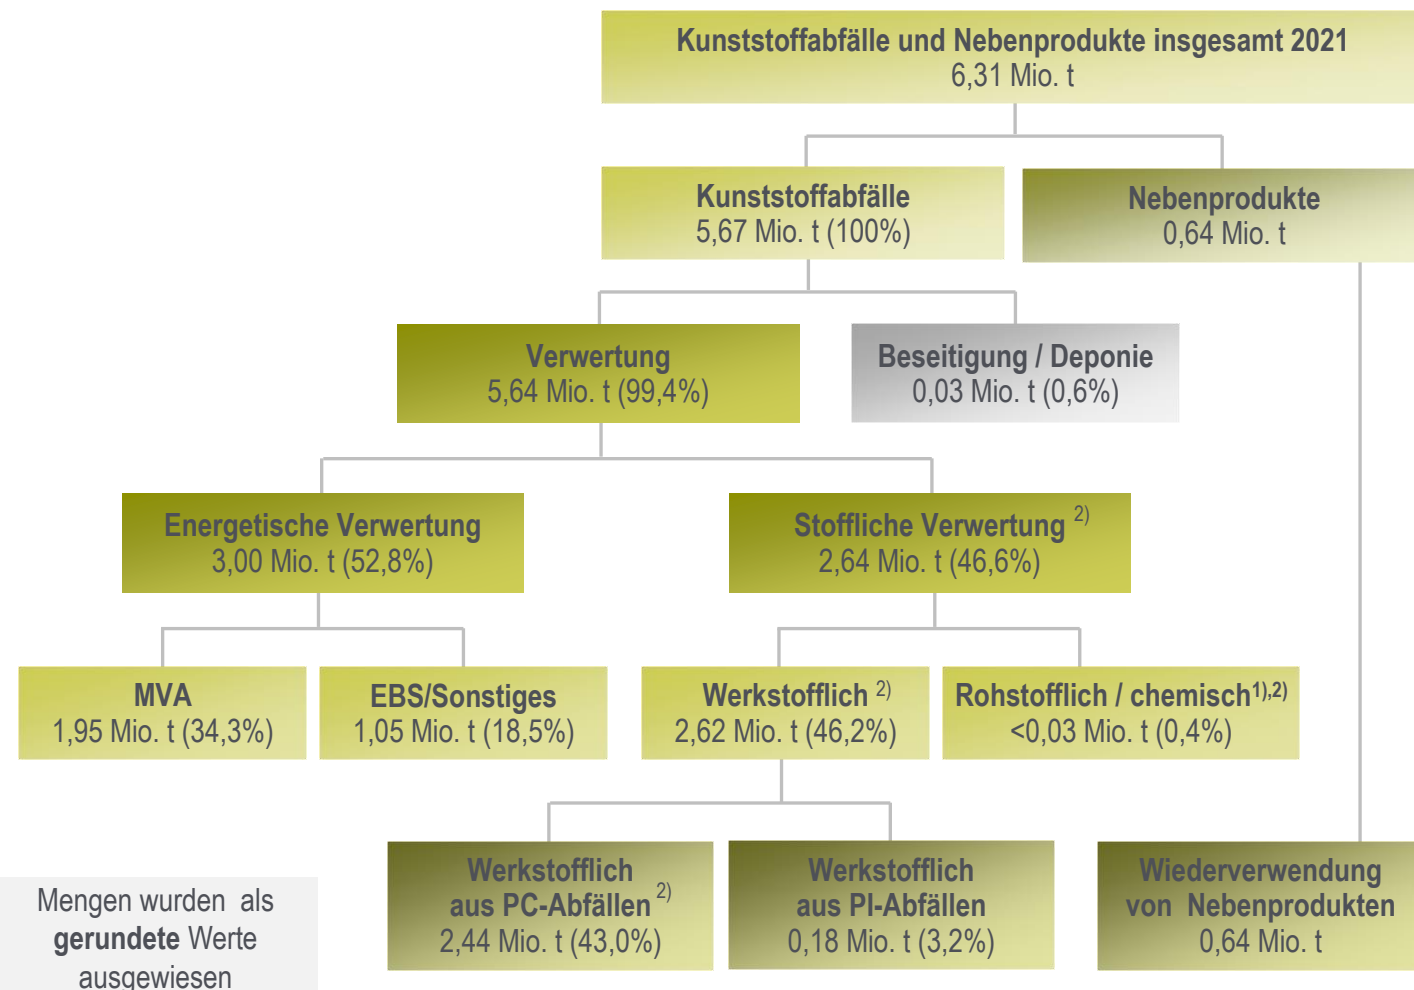 Kunststoffabfälle und Nebenprodukte insgesamt 2021
6,31 Mio. t
Kunststoffabfälle
5,67 Mio. t (100%)
Nebenprodukte
0,64 Mio. t
Verwertung
5,64 Mio. t (99,4%)
Beseitigung / Deponie
0,03 Mio. t (0,6%)
Energetische Verwertung
3,00 Mio. t (52,8%)
Stoffliche Verwertung 2)
2,64 Mio. t (46,6%)
MVA
1,95 Mio. t (34,3%)
EBS/Sonstiges
1,05 Mio. t (18,5%)
Werkstofflich 2)
2,62 Mio. t (46,2%)
Rohstofflich / chemisch1),2)
<0,03 Mio. t (0,4%)
Werkstofflich
aus PC-Abfällen 2)
2,44 Mio. t (43,0%)
Werkstofflich
aus PI-Abfällen
0,18 Mio. t (3,2%)
Wiederverwendung
von Nebenprodukten
0,64 Mio. t
Mengen wurden als
gerundete Werte
ausgewiesen